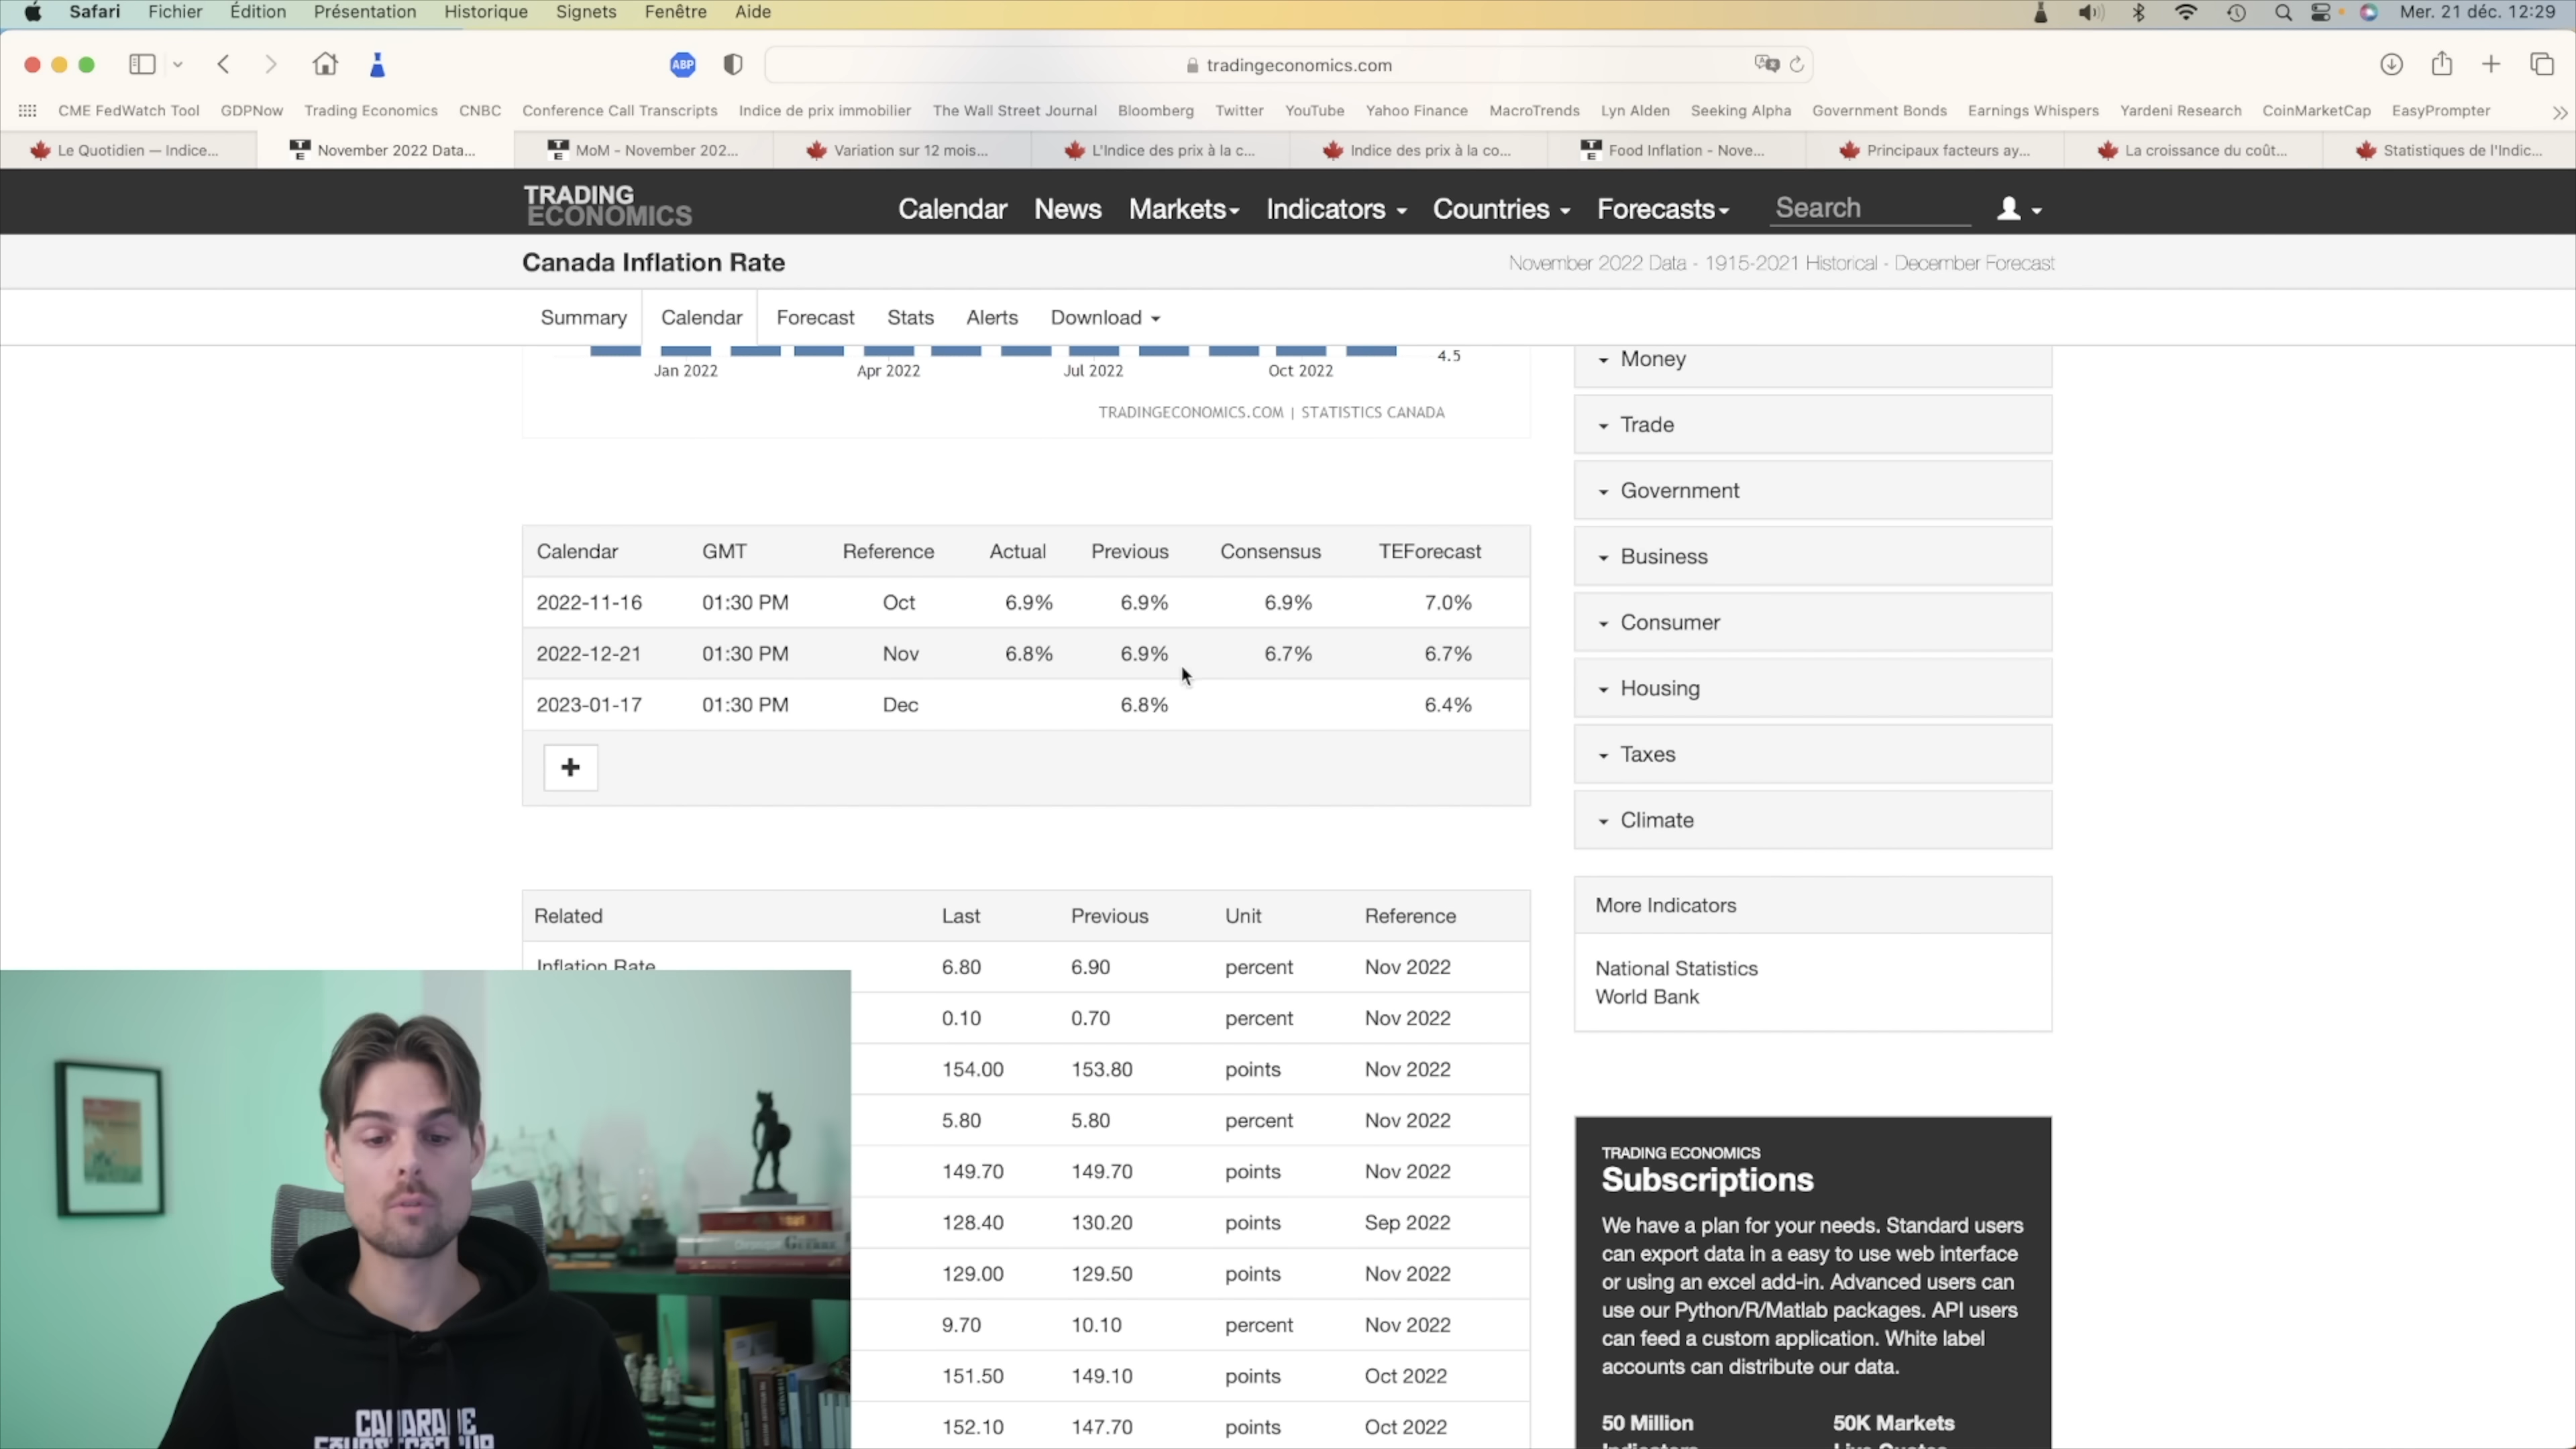 Safari Fichier Édition Présentation Historique Signets Fenêtre Aide Mer. 21 déc. 12:29
ABP tradingeconomics.com
CME FedWatch Tool GDPNow Trading Economics CNBC Conference Call Transcripts Indice de prix immobilier The Wall Street Journal Bloomberg Twitter YouTube Yahoo Finance MacroTrends Lyn Alden Seeking Alpha Government Bonds Earnings Whispers Yardeni Research CoinMarketCap EasyPrompter
Le Quotidien — Indice... TE November 2022 Data... TE MoM - November 202... Variation sur 12 mois... L'Indice des prix à la c... Indice des prix à la co... TE Food Inflation - Nove... Principaux facteurs ay... La croissance du coût... Statistiques de l'Indic...
TRADING
ECONOMICS
Calendar News Markets Indicators Countries Forecasts Search
Canada Inflation Rate November 2022 Data - 1915-2021 Historical - December Forecast
Summary Calendar Forecast Stats Alerts Download
4.5
Jan 2022 Apr 2022 Jul 2022 Oct 2022
TRADINGECONOMICS.COM | STATISTICS CANADA
Calendar GMT Reference Actual Previous Consensus TEForecast
2022-11-16 01:30 PM Oct 6.9% 6.9% 6.9% 7.0%
2022-12-21 01:30 PM Nov 6.8% 6.9% 6.7% 6.7%
2023-01-17 01:30 PM Dec 6.8% 6.4%
+
Related Last Previous Unit Reference
Inflation Rate 6.80 6.90 percent Nov 2022
0.10 0.70 percent Nov 2022
154.00 153.80 points Nov 2022
5.80 5.80 percent Nov 2022
149.70 149.70 points Nov 2022
128.40 130.20 points Sep 2022
129.00 129.50 points Nov 2022
9.70 10.10 percent Nov 2022
151.50 149.10 points Oct 2022
152.10 147.70 points Oct 2022
Money
Trade
Government
Business
Consumer
Housing
Taxes
Climate
More Indicators
National Statistics
World Bank
TRADING ECONOMICS
Subscriptions
We have a plan for your needs. Standard users
can export data in a easy to use web interface
or using an excel add-in. Advanced users can
use our Python/R/Matlab packages. API users
can feed a custom application. White label
accounts can distribute our data.
50 Million 50K Markets
Indicators Live Quotes